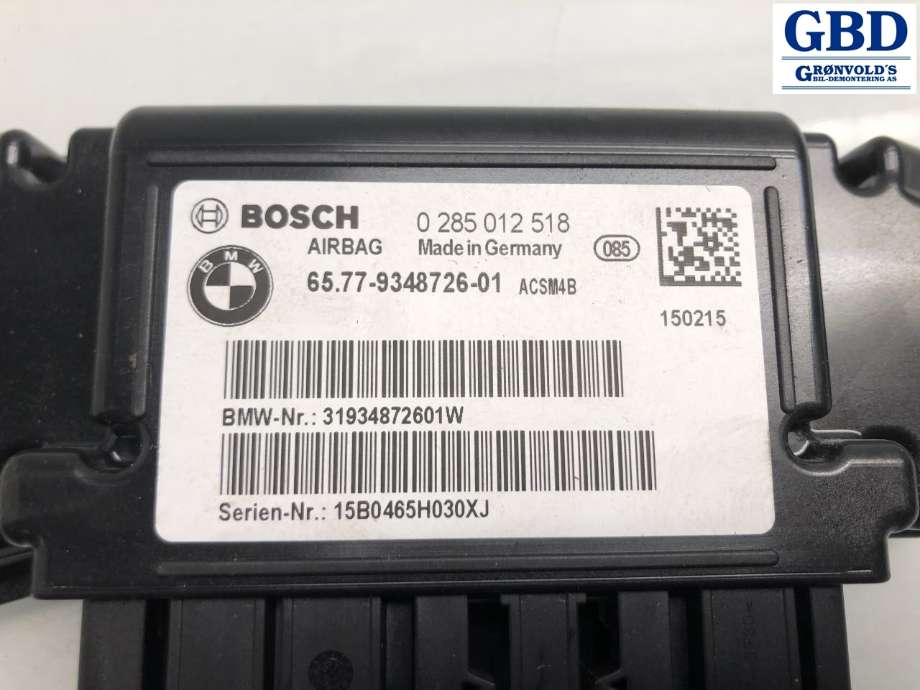 GBD
GRØNVOLD'S
BIL-DEMONTERING AS
BOSCH 0 285 012 518
AIRBAG Made in Germany 085
BMW
65.77-9348726-01 ACSM4B
150215
BMW-Nr.: 31934872601W
Serien-Nr.: 15B0465H030XJ